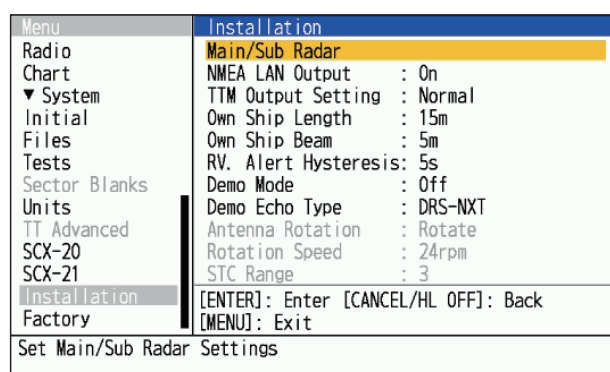 Menu
Radio
Chart
▼ System
Initial
Files
Tests
Sector Blanks
Units
TT Advanced
SCX-20
SCX-21
Installation
Factory
Installation
Main/Sub Radar
NMEA LAN Output : On
TTM Output Setting : Normal
Own Ship Length : 15m
Own Ship Beam : 5m
RV. Alert Hysteresis: 5s
Demo Mode : Off
Demo Echo Type : DRS-NXT
Antenna Rotation : Rotate
Rotation Speed : 24rpm
STC Range : 3
[ENTER]: Enter [CANCEL/HL OFF]: Back
[MENU]: Exit
Set Main/Sub Radar Settings